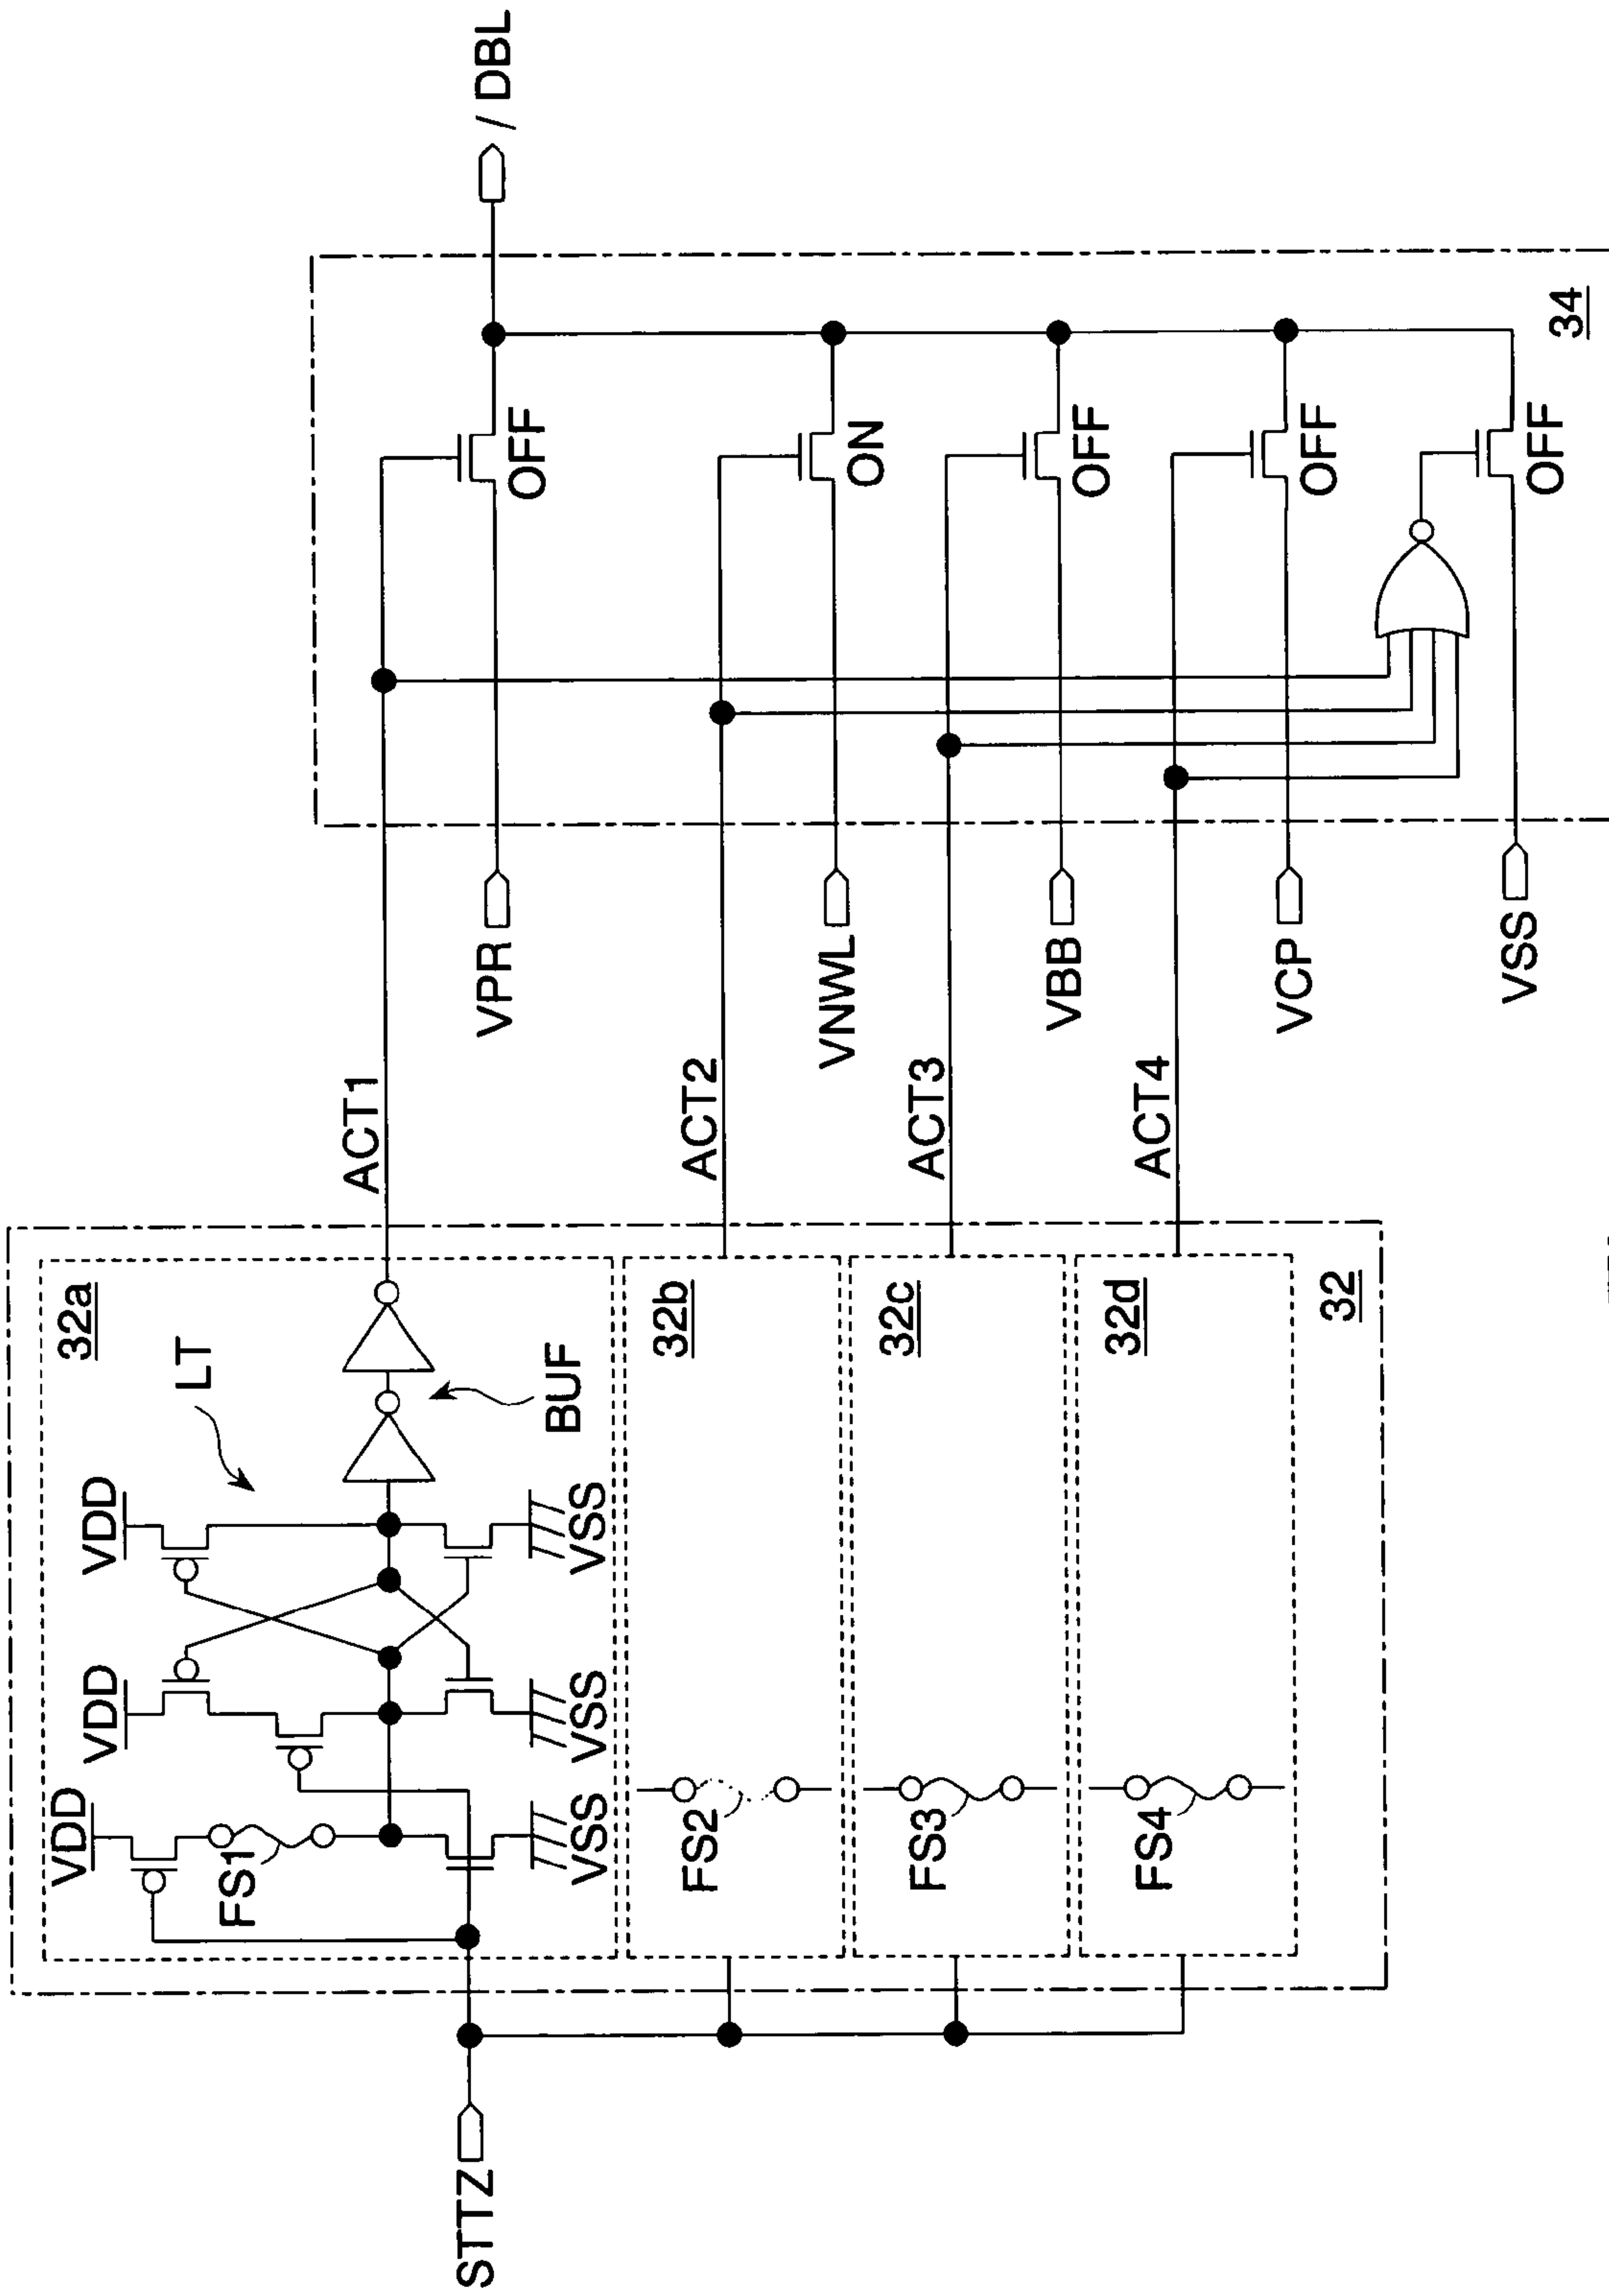 STTZ
32
32a
LT
VDD
VDD
VDD
FS1
VSS
VSS
VSS
BUF
32b
FS2
32c
FS3
32d
FS4
ACT1
ACT2
ACT3
ACT4
VPR
VNWL
VBB
VCP
VSS
OFF
ON
OFF
OFF
OFF
34
/ DBL